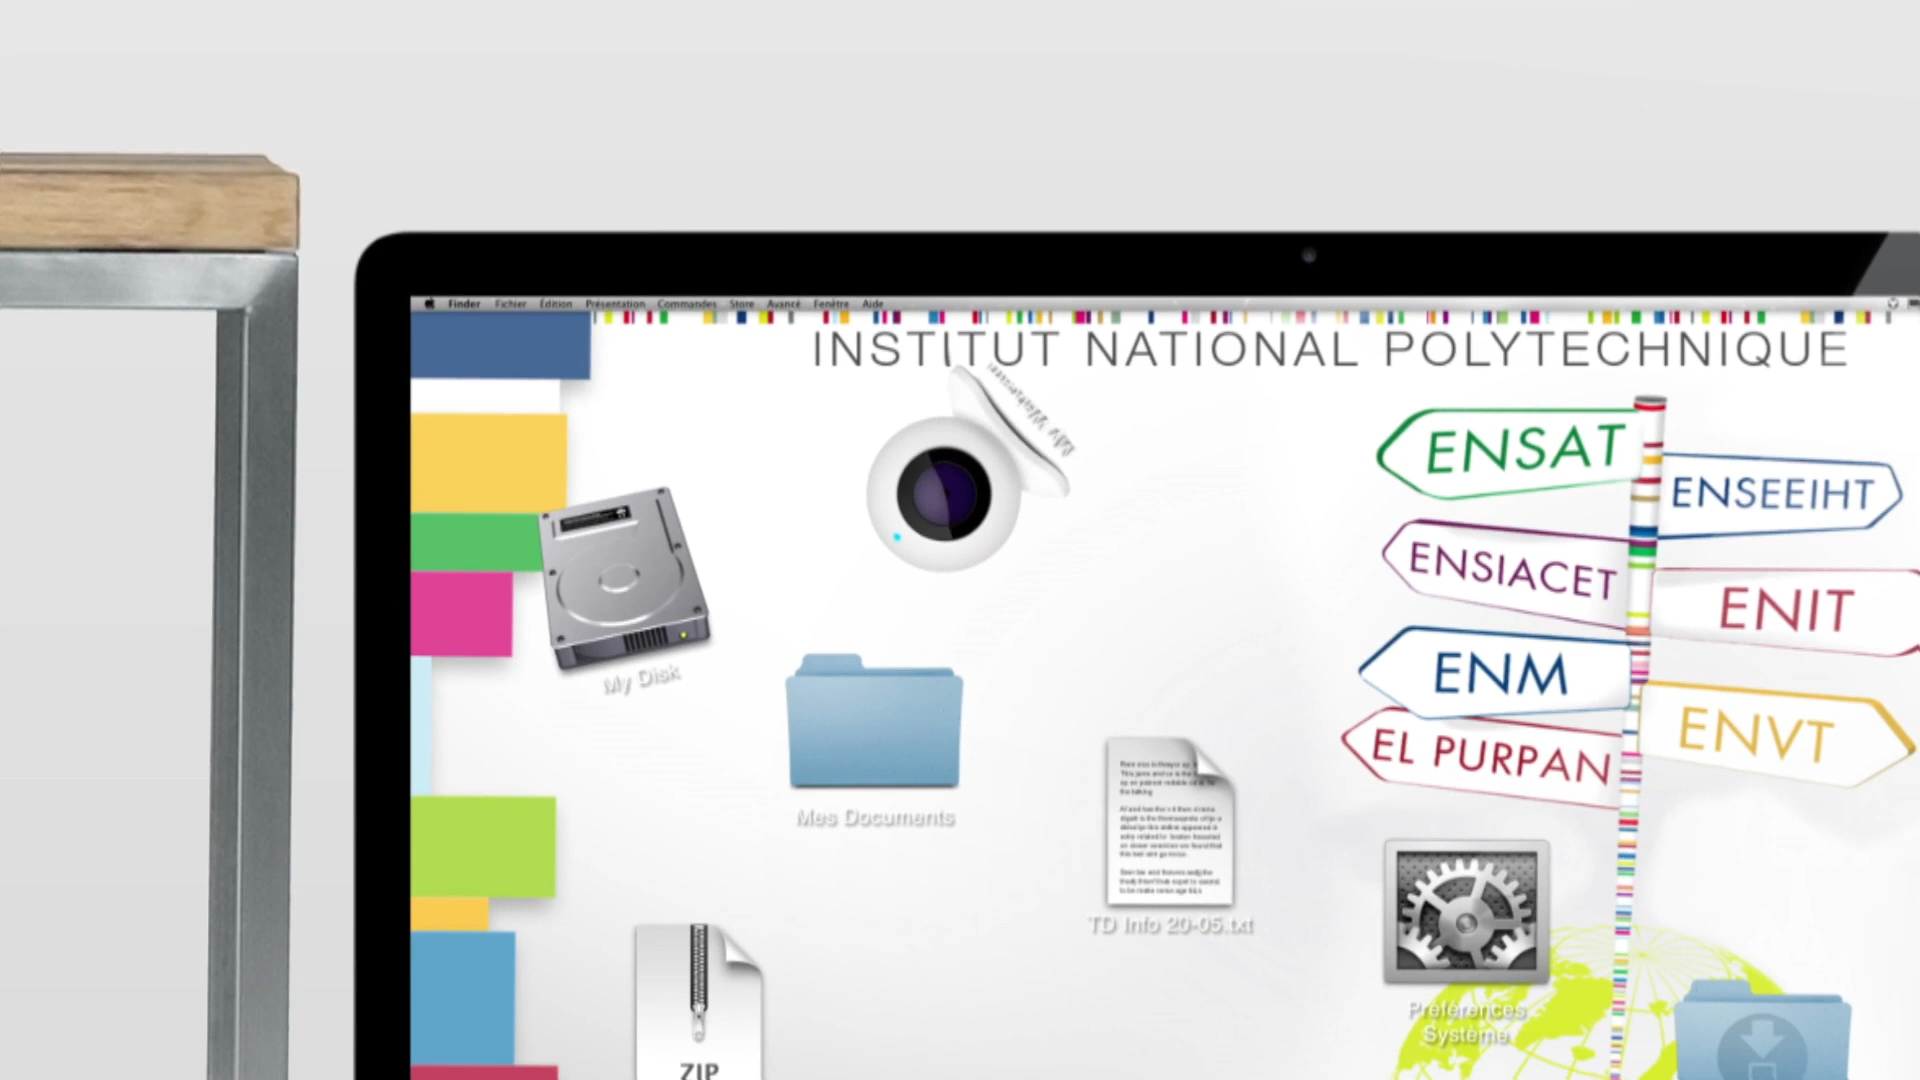 Finder Fichier Édition Présentation Commandes Store Avancé Fenêtre Aide
INSTITUT NATIONAL POLYTECHNIQUE
ENSAT
ENSEEIHT
ENSIACET
ENIT
ENM
ENVT
EL PURPAN
My Disk
Mes Documents
TD Info 20-05.txt
Préférences
Système
ZIP